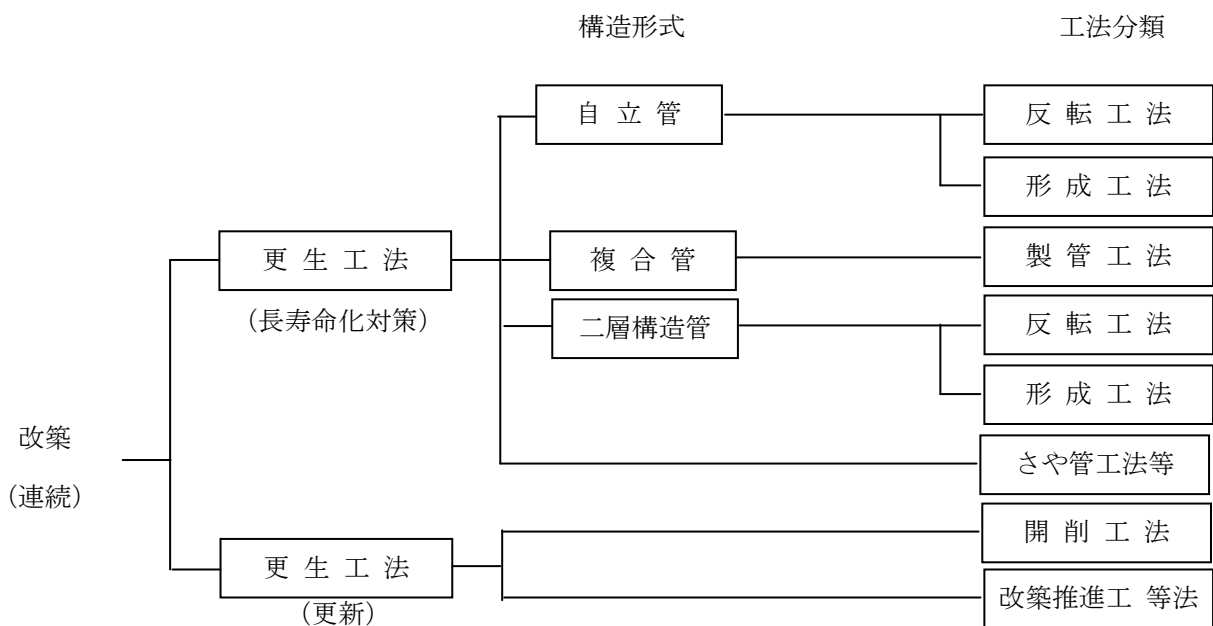 構造形式
工法分類
自 立 管
反 転 工 法
形 成 工 法
更 生 工 法
(長寿命化対策)
複 合 管
製 管 工 法
二層構造管
反 転 工 法
形 成 工 法
改築
(連続)
さや管工法等
更 生 工 法
(更新)
開 削 工 法
改築推進工 等法